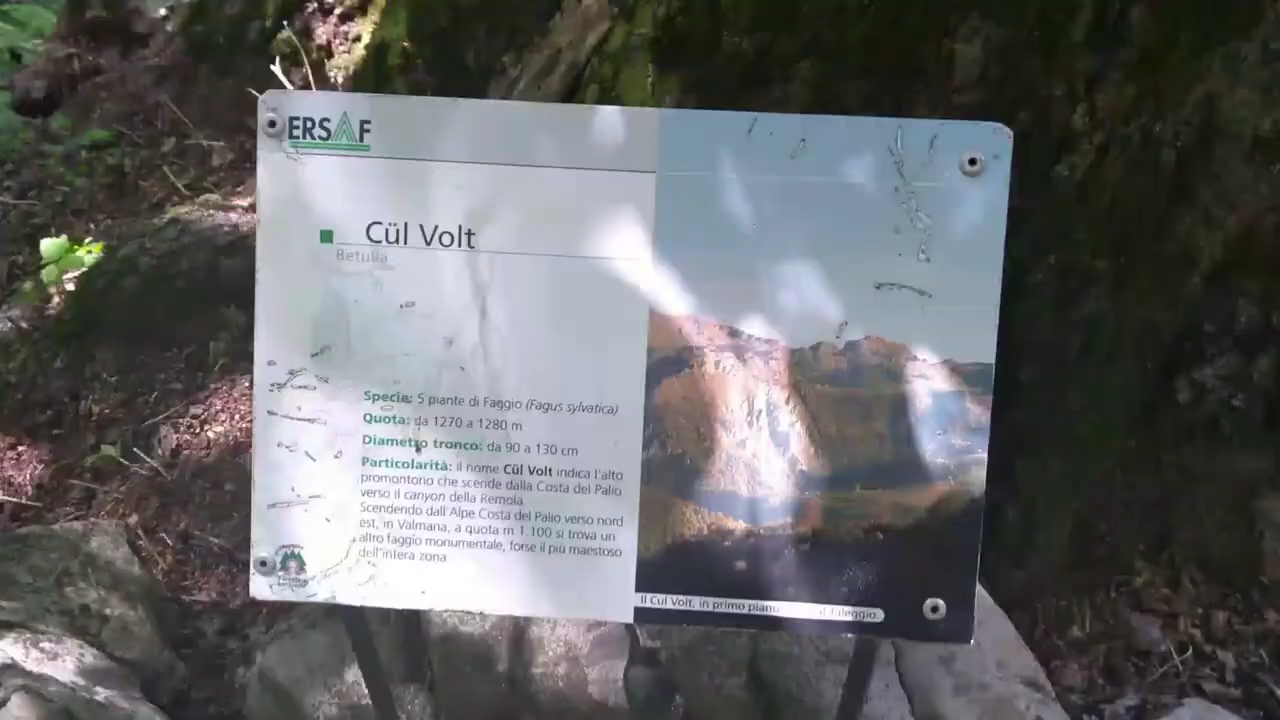 ERSAF
Cül Volt
Betulla
Specie: 5 piante di Faggio (Fagus sylvatica)
Quota: da 1270 a 1280 m
Diametro tronco: da 90 a 130 cm
Particolarità: il nome Cül Volt indica l'alto
promontorio che scende dalla Costa del Palio
verso il canyon della Remola.
Scendendo dall'Alpe Costa del Palio verso nord
est, in Valmana, a quota m 1.100 si trova un
altro faggio monumentale, forse il più maestoso
dell'intera zona
Il Cul Volt, in primo piano